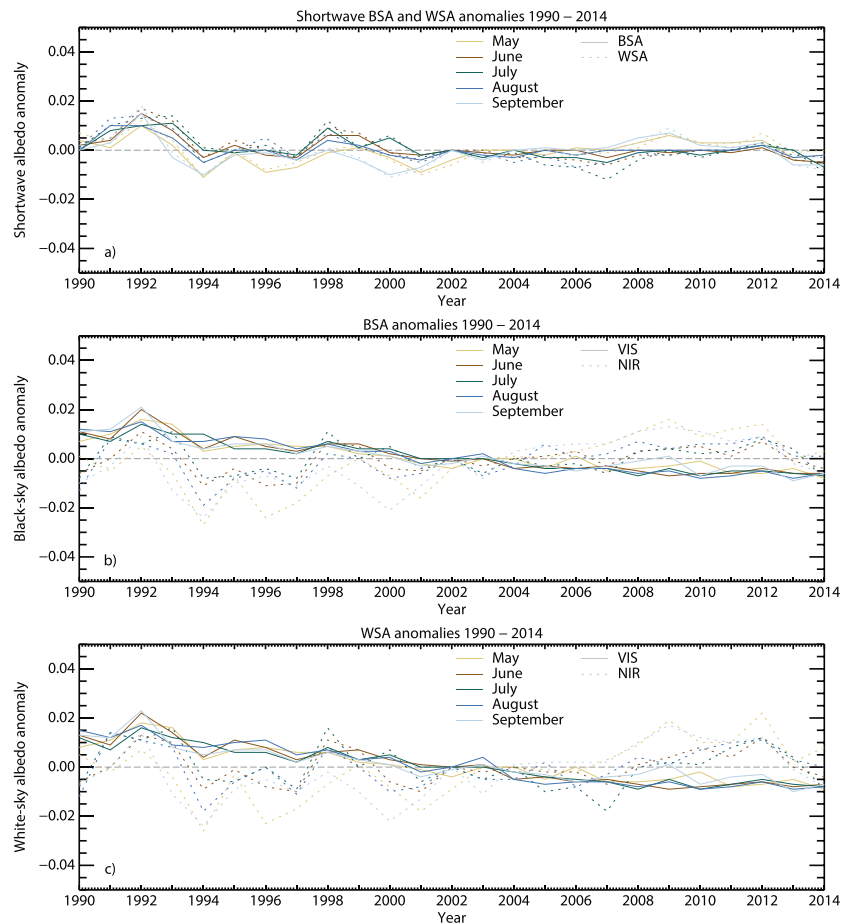 Shortwave BSA and WSA anomalies 1990 – 2014
0.04
0.02
0.00
−0.02
−0.04
Shortwave albedo anomaly
May
June
July
August
September
BSA
WSA
a)
1990 1992 1994 1996 1998 2000 2002 2004 2006 2008 2010 2012 2014
Year
BSA anomalies 1990 – 2014
0.04
0.02
0.00
−0.02
−0.04
Black-sky albedo anomaly
May
June
July
August
September
VIS
NIR
b)
1990 1992 1994 1996 1998 2000 2002 2004 2006 2008 2010 2012 2014
Year
WSA anomalies 1990 – 2014
0.04
0.02
0.00
−0.02
−0.04
White-sky albedo anomaly
May
June
July
August
September
VIS
NIR
c)
1990 1992 1994 1996 1998 2000 2002 2004 2006 2008 2010 2012 2014
Year